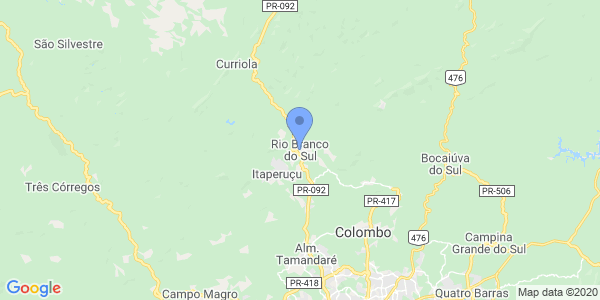 PR-092
São Silvestre
Curriola
476
Rio Branco
do Sul
Bocaiúva
do Sul
Itaperuçu
Três Córregos
PR-092
PR-506
PR-417
Colombo
476
Campina
Grande do Sul
Alm.
Tamandaré
PR-418
Campo Magro
Quatro Barras
Google
Map data ©2020